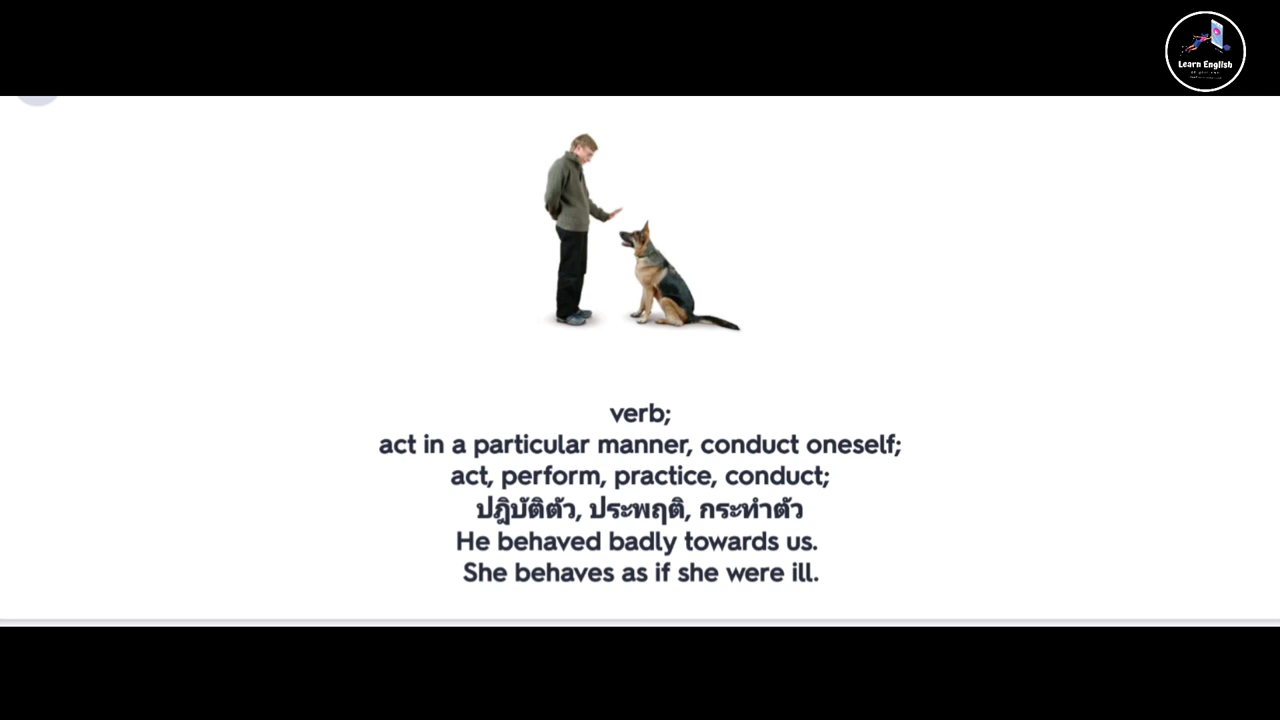 Learn English
verb;
act in a particular manner, conduct oneself;
act, perform, practice, conduct;
ปฎิบัติตัว, ประพฤติ, กระทำตัว
He behaved badly towards us.
She behaves as if she were ill.